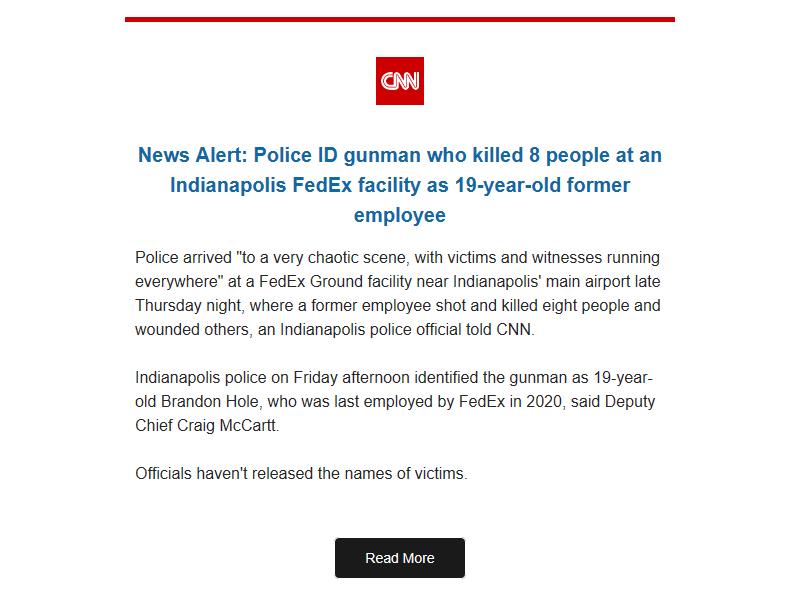 CNN
News Alert: Police ID gunman who killed 8 people at an
Indianapolis FedEx facility as 19-year-old former
employee
Police arrived "to a very chaotic scene, with victims and witnesses running
everywhere" at a FedEx Ground facility near Indianapolis' main airport late
Thursday night, where a former employee shot and killed eight people and
wounded others, an Indianapolis police official told CNN.
Indianapolis police on Friday afternoon identified the gunman as 19-year-
old Brandon Hole, who was last employed by FedEx in 2020, said Deputy
Chief Craig McCartt.
Officials haven't released the names of victims.
Read More